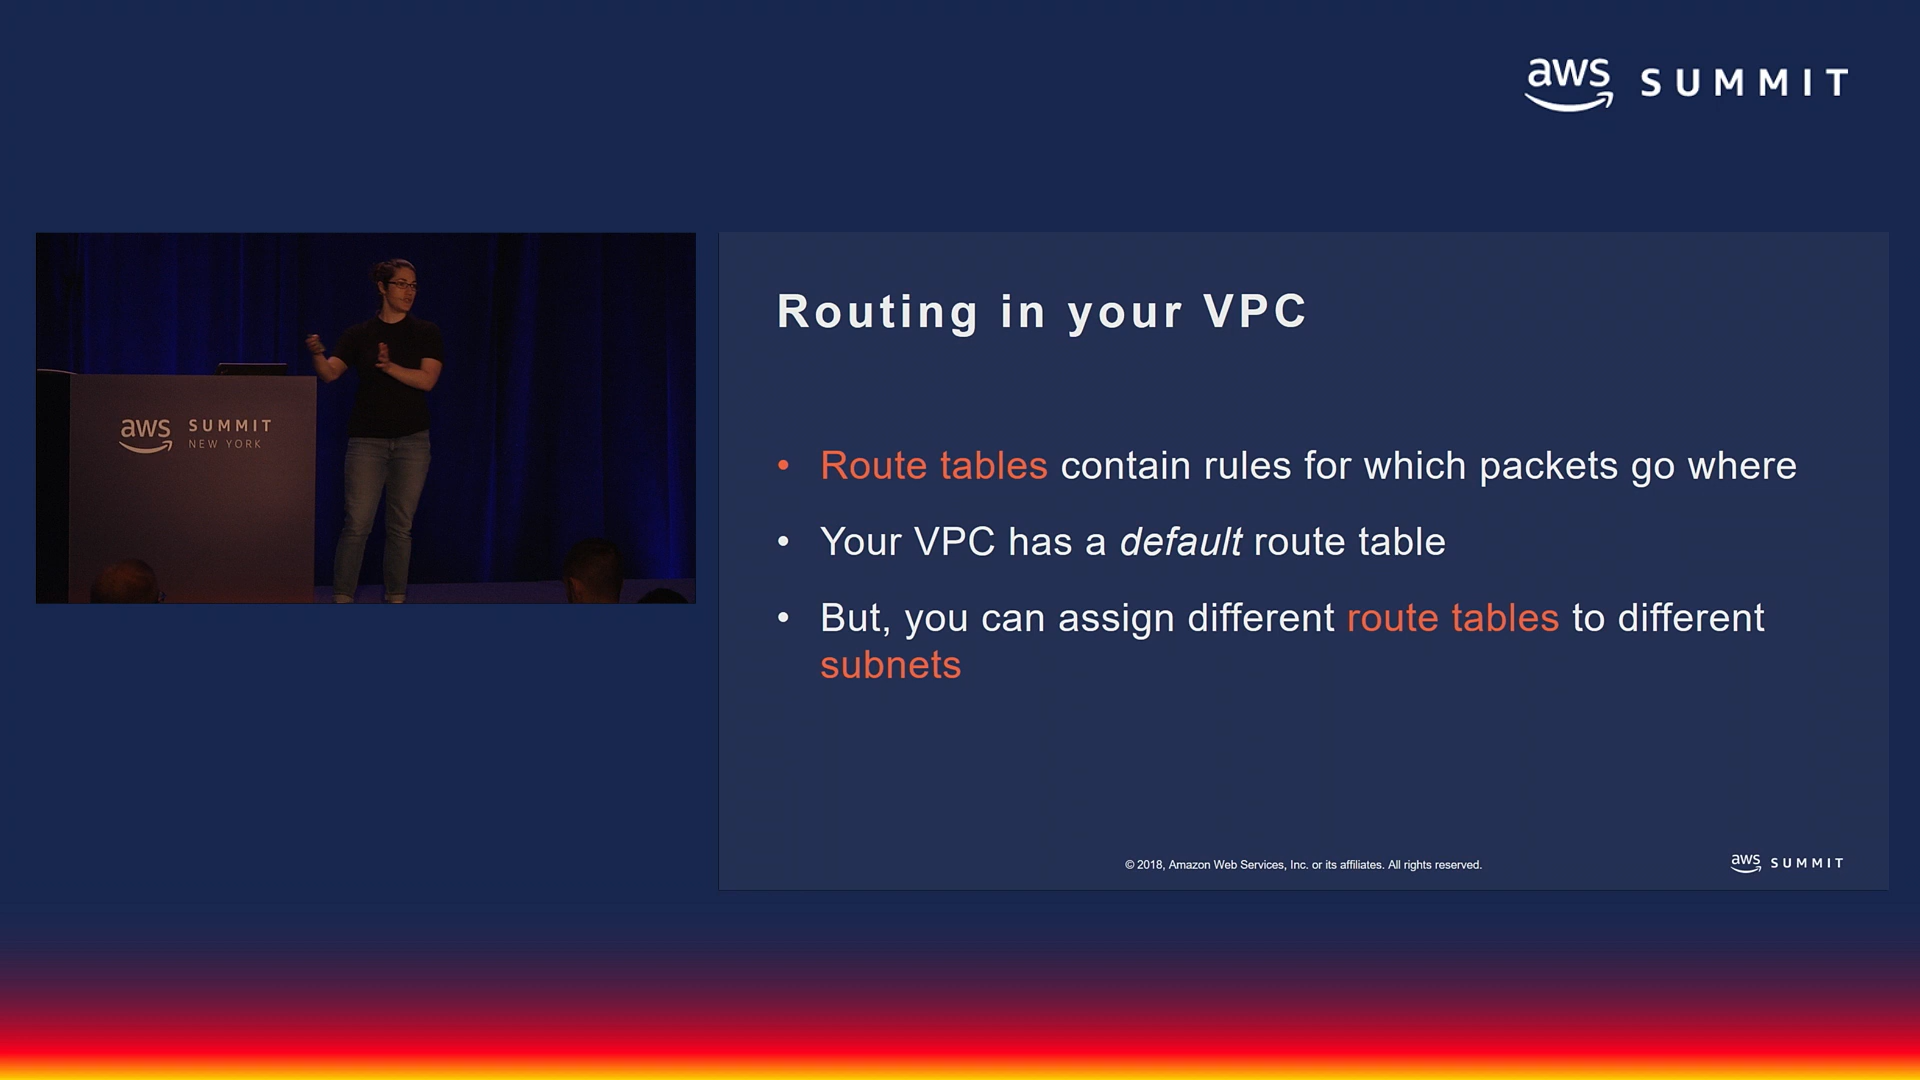 aws SUMMIT
aws SUMMIT
NEW YORK
Routing in your VPC
• Route tables contain rules for which packets go where
• Your VPC has a default route table
• But, you can assign different route tables to different
subnets
© 2018, Amazon Web Services, Inc. or its affiliates. All rights reserved.
aws SUMMIT